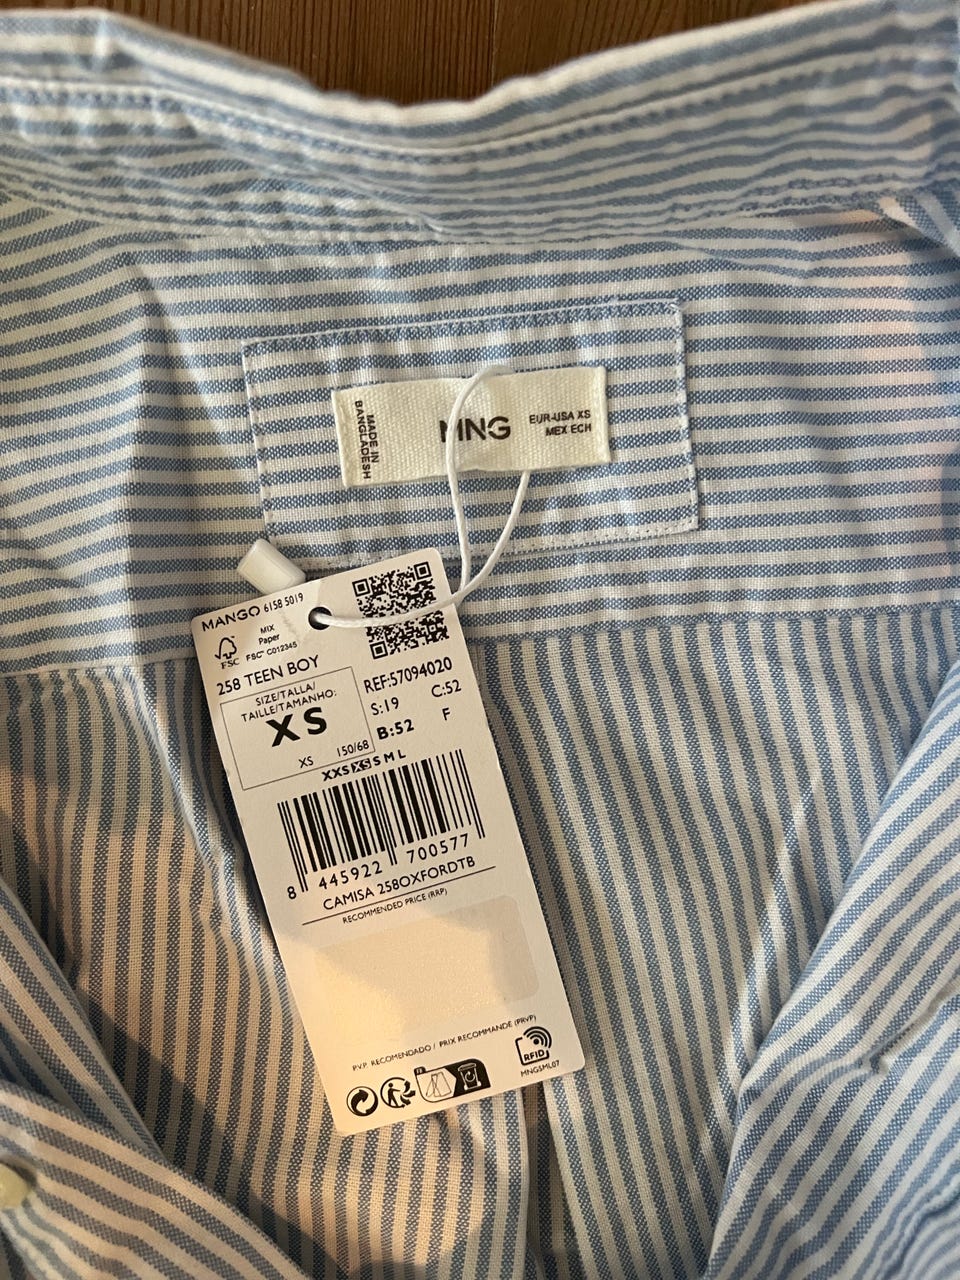 MADE IN
BANGLADESH
MNG
EUR-USA XS
MEX ECH
MANGO 6158 5019
FSC
MIX
Paper
FSC™ C012345
258 TEEN BOY
SIZE/TALLA/
TAILLE/TAMANHO:
XS
XS 150/68
REF:57094020
S:19 C:52
B:52 F
XXS XS S M L
8 445922 700577
CAMISA 258OXFORDTB
RECOMMENDED PRICE (RRP)
P.V.P. RECOMENDADO / PRIX RECOMMANDE (PRVP)
RFID
MNGSML07